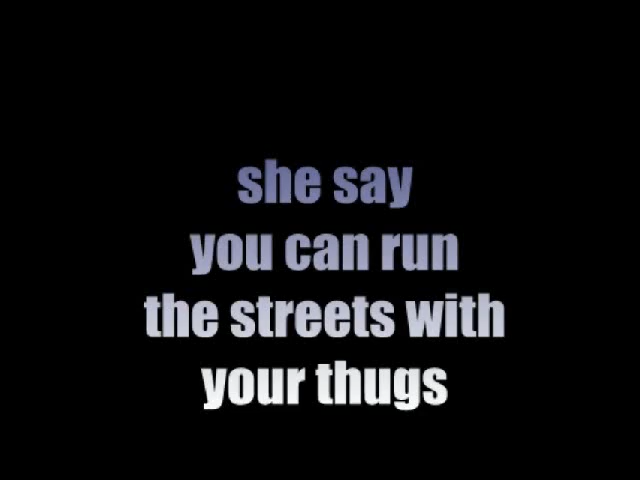 she say
you can run
the streets with
your thugs